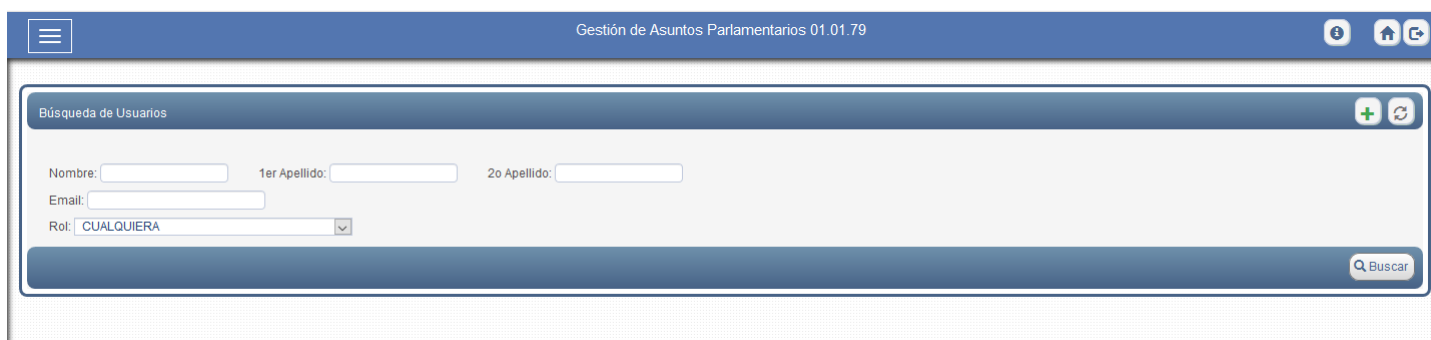 Gestión de Asuntos Parlamentarios 01.01.79
Búsqueda de Usuarios
Nombre: 1er Apellido: 2o Apellido:
Email:
Rol: CUALQUIERA
Buscar